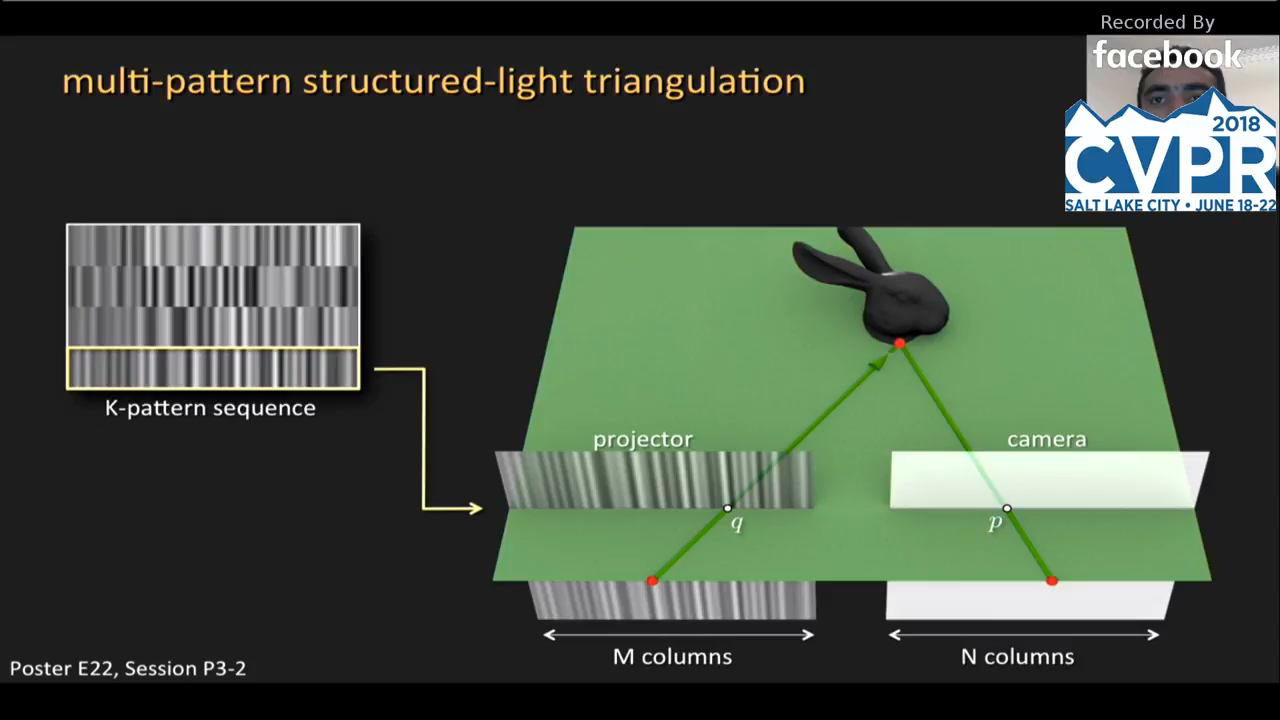 Recorded By
facebook
multi-pattern structured-light triangulation
2018
CVPR
SALT LAKE CITY • JUNE 18-22
K-pattern sequence
projector
camera
q
p
M columns
N columns
Poster E22, Session P3-2